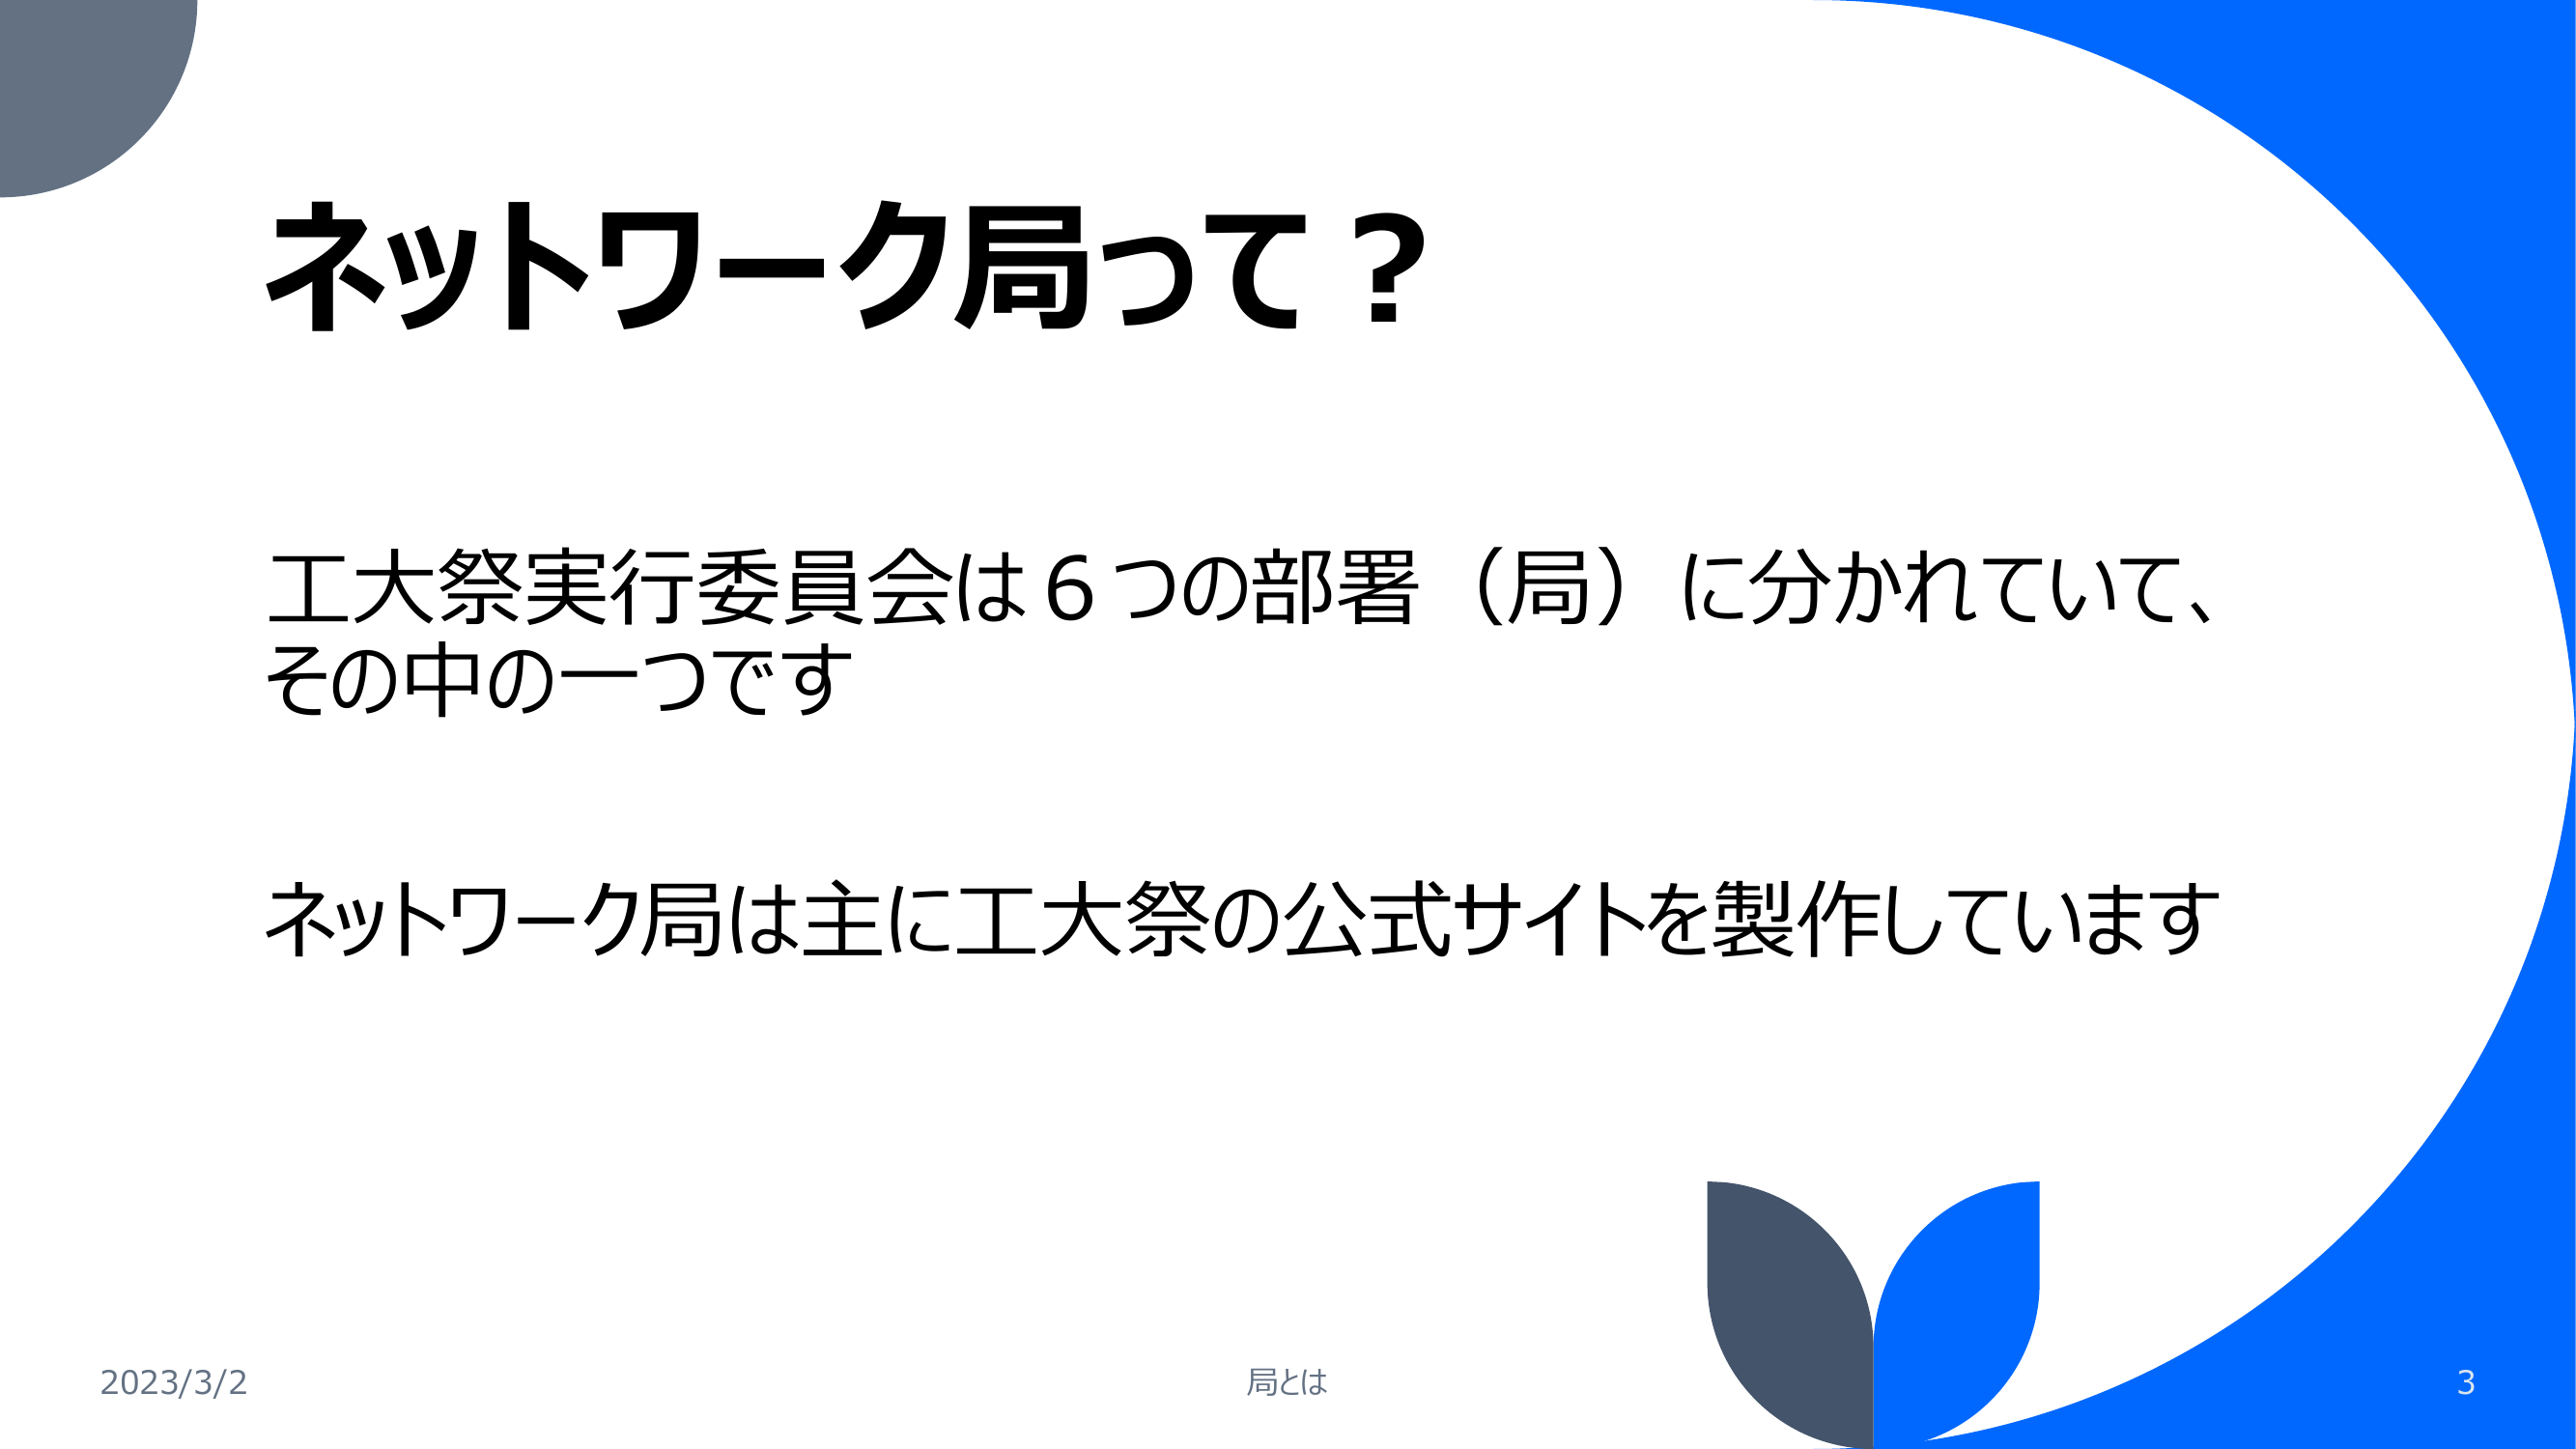 ネットワーク局って？
工大祭実行委員会は６つの部署（局）に分かれていて、
その中の一つです
ネットワーク局は主に工大祭の公式サイトを製作しています
2023/3/2
局とは
3